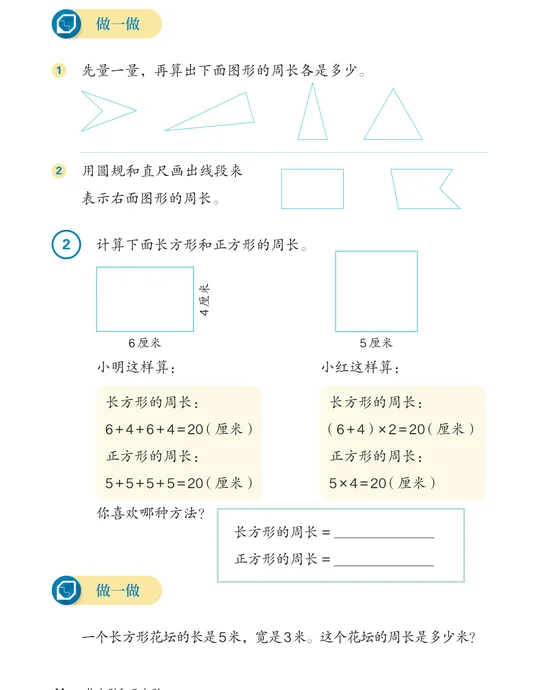 做一做
1 先量一量，再算出下面图形的周长各是多少。
2 用圆规和直尺画出线段来
表示右面图形的周长。
2 计算下面长方形和正方形的周长。
4厘米
6厘米 5厘米
小明这样算： 小红这样算：
长方形的周长： 长方形的周长：
6+4+6+4=20(厘米) (6+4)×2=20(厘米)
正方形的周长： 正方形的周长：
5+5+5+5=20(厘米) 5×4=20(厘米)
你喜欢哪种方法？
长方形的周长=
正方形的周长=
做一做
一个长方形花坛的长是5米，宽是3米。这个花坛的周长是多少米？